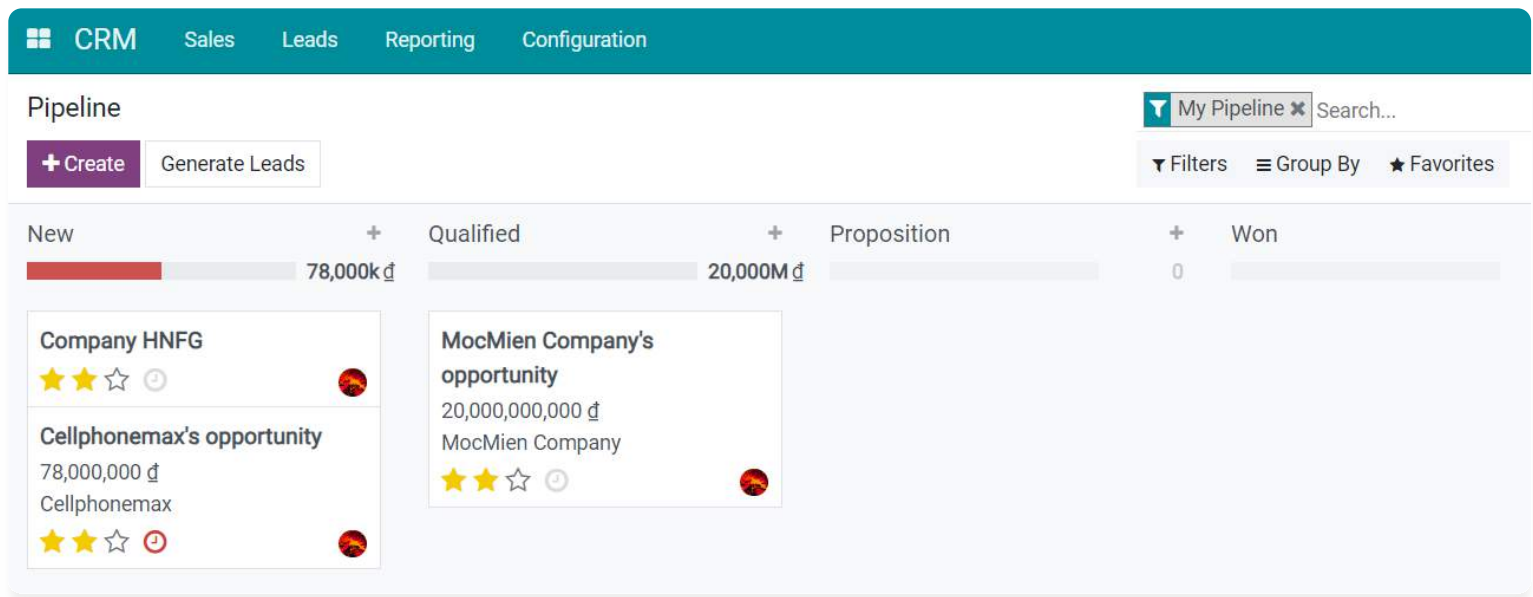 CRM Sales Leads Reporting Configuration
Pipeline
My Pipeline Search...
Create Generate Leads
Filters Group By Favorites
New
78,000k ₫
Company HNFG
Cellphonemax's opportunity
78,000,000 ₫
Cellphonemax
Qualified
20,000M ₫
MocMien Company's
opportunity
20,000,000,000 ₫
MocMien Company
Proposition
0
Won